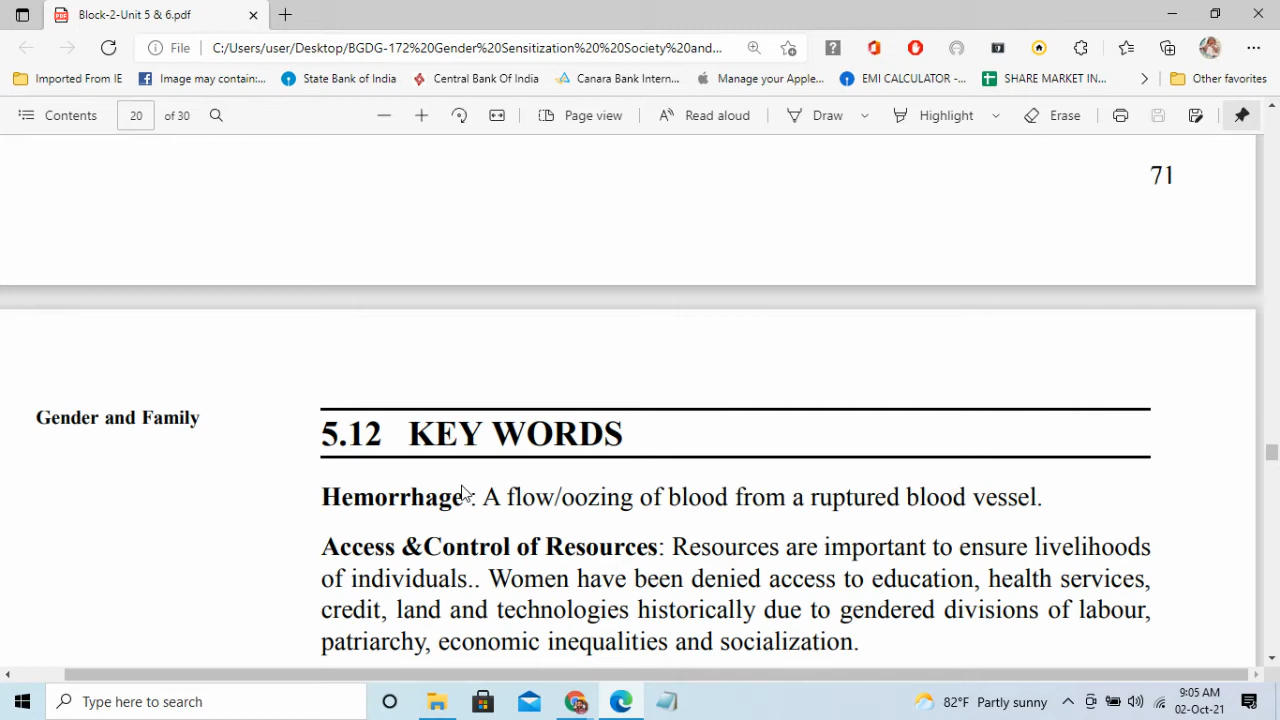 Block-2-Unit 5 & 6.pdf
File
C:/Users/user/Desktop/BGDG-172%20Gender%20Sensitization%20%20Society%20and...
Imported From IE
Image may contain:...
State Bank of India
Central Bank Of India
Canara Bank Intern...
Manage your Apple...
EMI CALCULATOR -...
SHARE MARKET IN...
Other favorites
Contents
20
of 30
Page view
Read aloud
Draw
Highlight
Erase
71
Gender and Family
5.12 KEY WORDS
Hemorrhage : A flow/oozing of blood from a ruptured blood vessel.
Access &Control of Resources: Resources are important to ensure livelihoods
of individuals.. Women have been denied access to education, health services,
credit, land and technologies historically due to gendered divisions of labour,
patriarchy, economic inequalities and socialization.
Type here to search
82°F Partly sunny
9:05 AM
02-Oct-21